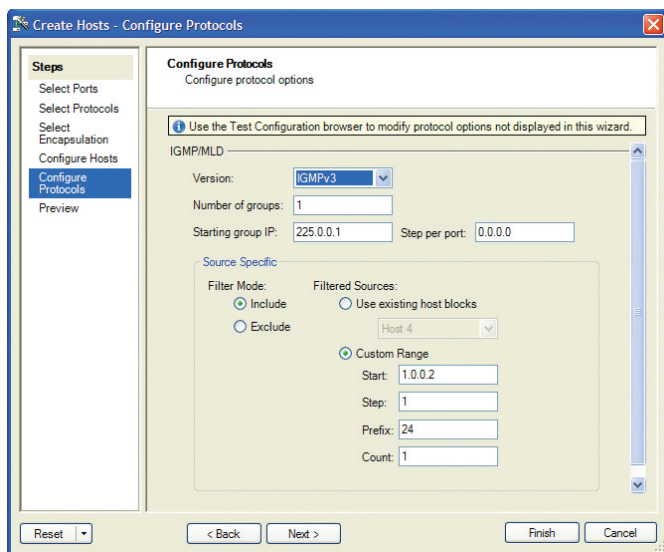 Create Hosts - Configure Protocols
Steps
Select Ports
Select Protocols
Select
Encapsulation
Configure Hosts
Configure
Protocols
Preview
Configure Protocols
Configure protocol options
Use the Test Configuration browser to modify protocol options not displayed in this wizard.
IGMP/MLD
Version: IGMPv3
Number of groups: 1
Starting group IP: 225.0.0.1 Step per port: 0.0.0.0
Source Specific
Filter Mode: Filtered Sources:
Include Use existing host blocks
Exclude Host 4
Custom Range
Start: 1.0.0.2
Step: 1
Prefix: 24
Count: 1
Reset < Back Next > Finish Cancel